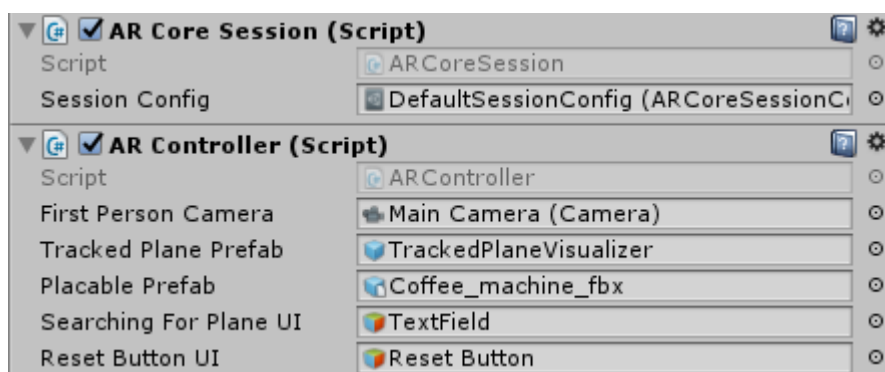 AR Core Session (Script)
Script ARCoreSession
Session Config DefaultSessionConfig (ARCoreSessionC
AR Controller (Script)
Script ARController
First Person Camera Main Camera (Camera)
Tracked Plane Prefab TrackedPlaneVisualizer
Placable Prefab Coffee_machine_fbx
Searching For Plane UI TextField
Reset Button UI Reset Button